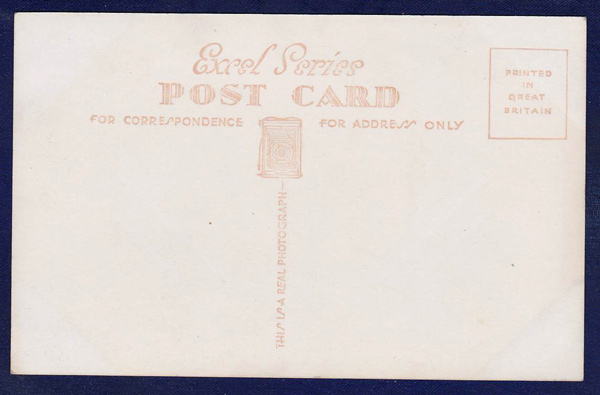 Excel Series
POST CARD
FOR CORRESPONDENCE
FOR ADDRESS ONLY
PRINTED
IN
GREAT
BRITAIN
THIS IS A REAL PHOTOGRAPH